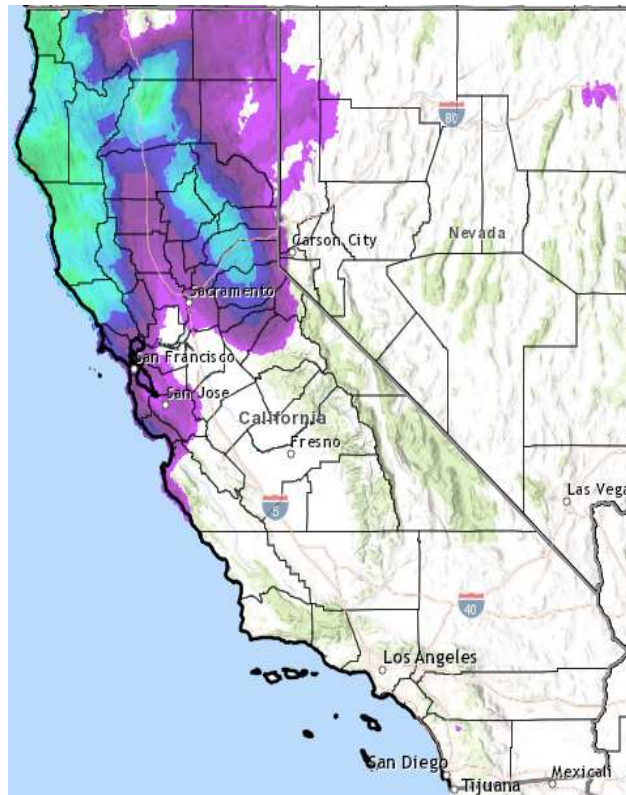 80
Nevada
Carson City
Sacramento
San Francisco
San Jose
California
Fresno
Las Vega
5
40
Los Angeles
San Diego
Mexicali
Tijuana